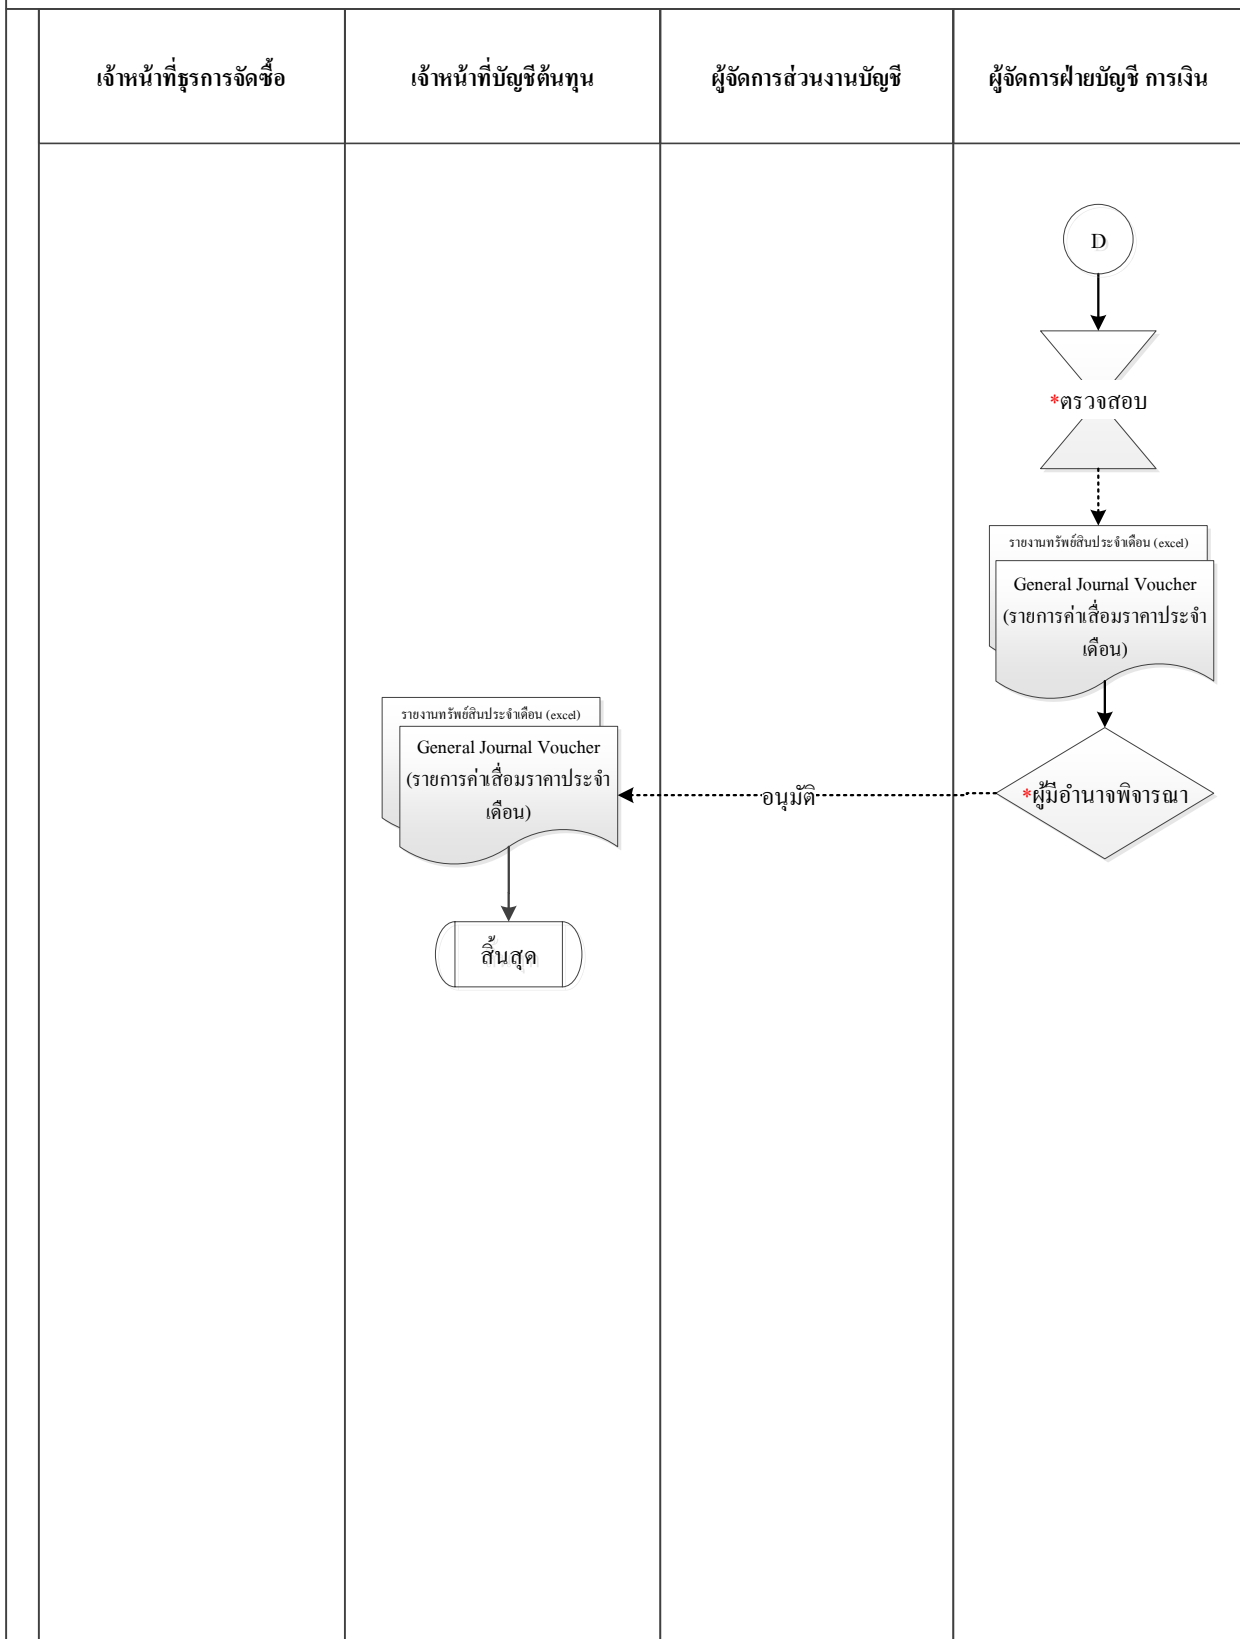 เจ้าหน้าที่ธุรการจัดซื้อ
เจ้าหน้าที่บัญชีต้นทุน
ผู้จัดการส่วนงานบัญชี
ผู้จัดการฝ่ายบัญชี การเงิน
D
*ตรวจสอบ
รายงานทรัพย์สินประจำเดือน (excel)
General Journal Voucher
(รายการค่าเสื่อมราคาประจำ
เดือน)
รายงานทรัพย์สินประจำเดือน (excel)
General Journal Voucher
(รายการค่าเสื่อมราคาประจำ
เดือน)
อนุมัติ
*ผู้มีอำนาจพิจารณา
สิ้นสุด